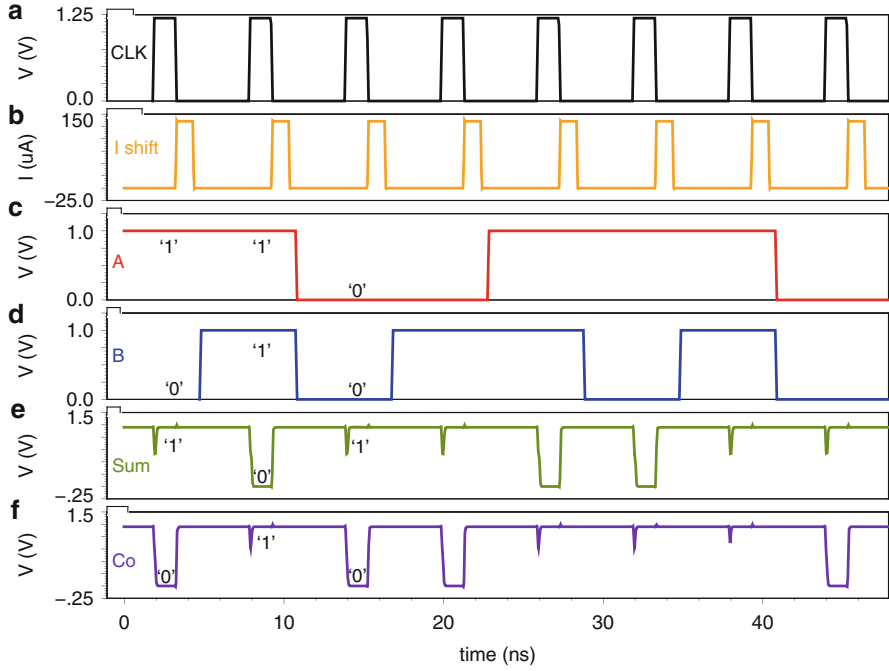 a
1.25
V (V)
CLK
0.0
b
150
I (uA)
I shift
−25.0
c
1.0
V (V)
A
‘1’ ‘1’
‘0’
0.0
d
1.0
V (V)
B
‘1’
‘0’ ‘0’
0.0
e
1.5
V (V)
Sum
‘1’ ‘0’ ‘1’
−.25
f
1.5
V (V)
Co
‘1’
‘0’ ‘0’
−.25
0 10 20 30 40
time (ns)